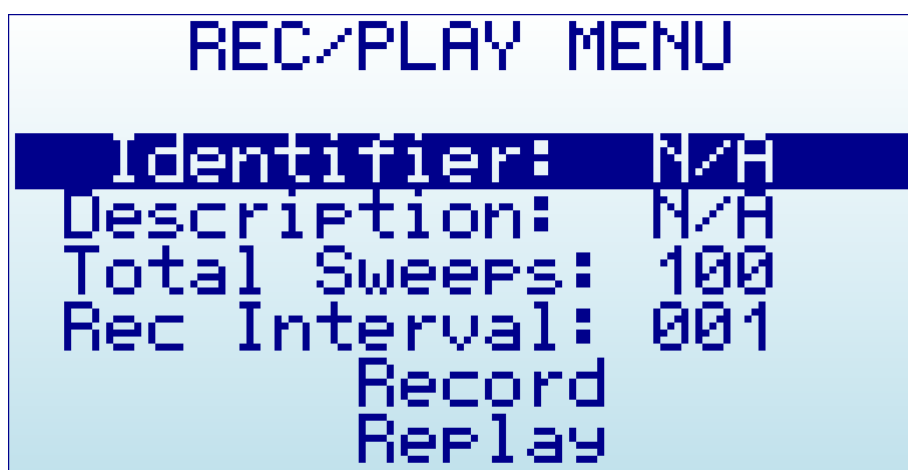 REC/PLAY MENU
Identifier: N/A
Description: N/A
Total Sweeps: 100
Rec Interval: 001
Record
Replay